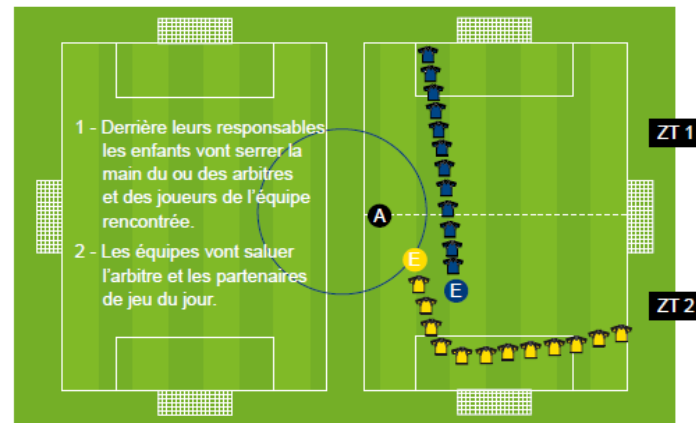 1 - Derrière leurs responsables
les enfants vont serrer la
main du ou des arbitres
et des joueurs de l’équipe
rencontrée.
2 - Les équipes vont saluer
l’arbitre et les partenaires
de jeu du jour.
ZT 1
A
E
E
ZT 2